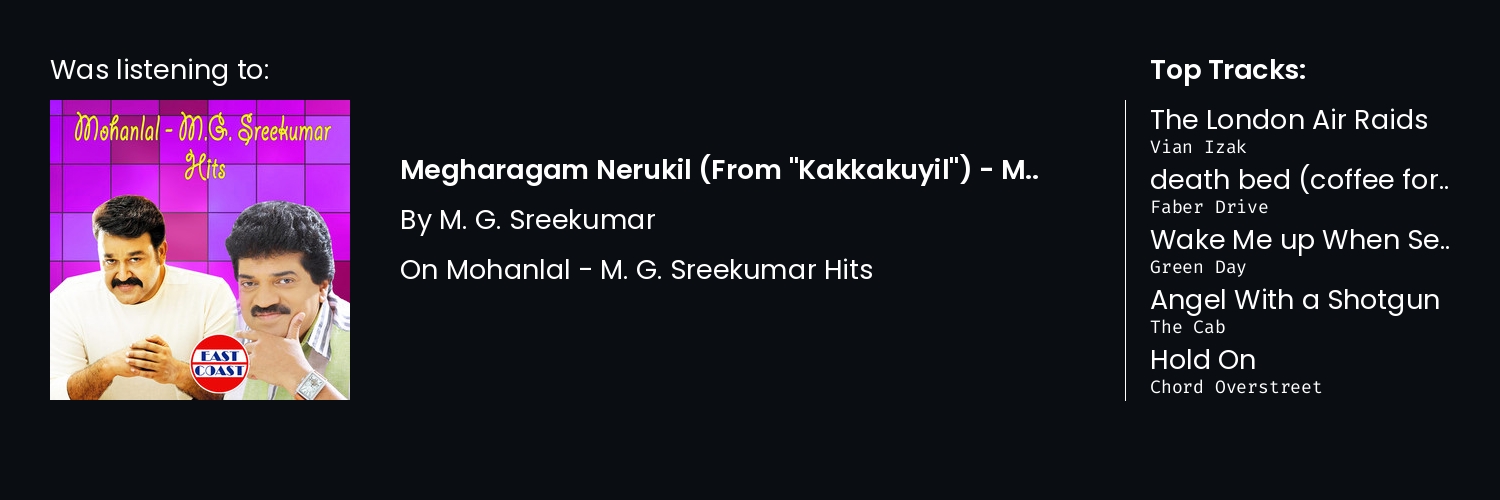 Was listening to:
Mohanlal - M.G. Sreekumar
Hits
EAST
COAST
Megharagam Nerukil (From "Kakkakuyil") - M..
By M. G. Sreekumar
On Mohanlal - M. G. Sreekumar Hits
Top Tracks:
The London Air Raids
Vian Izak
death bed (coffee for..
Faber Drive
Wake Me up When Se..
Green Day
Angel With a Shotgun
The Cab
Hold On
Chord Overstreet